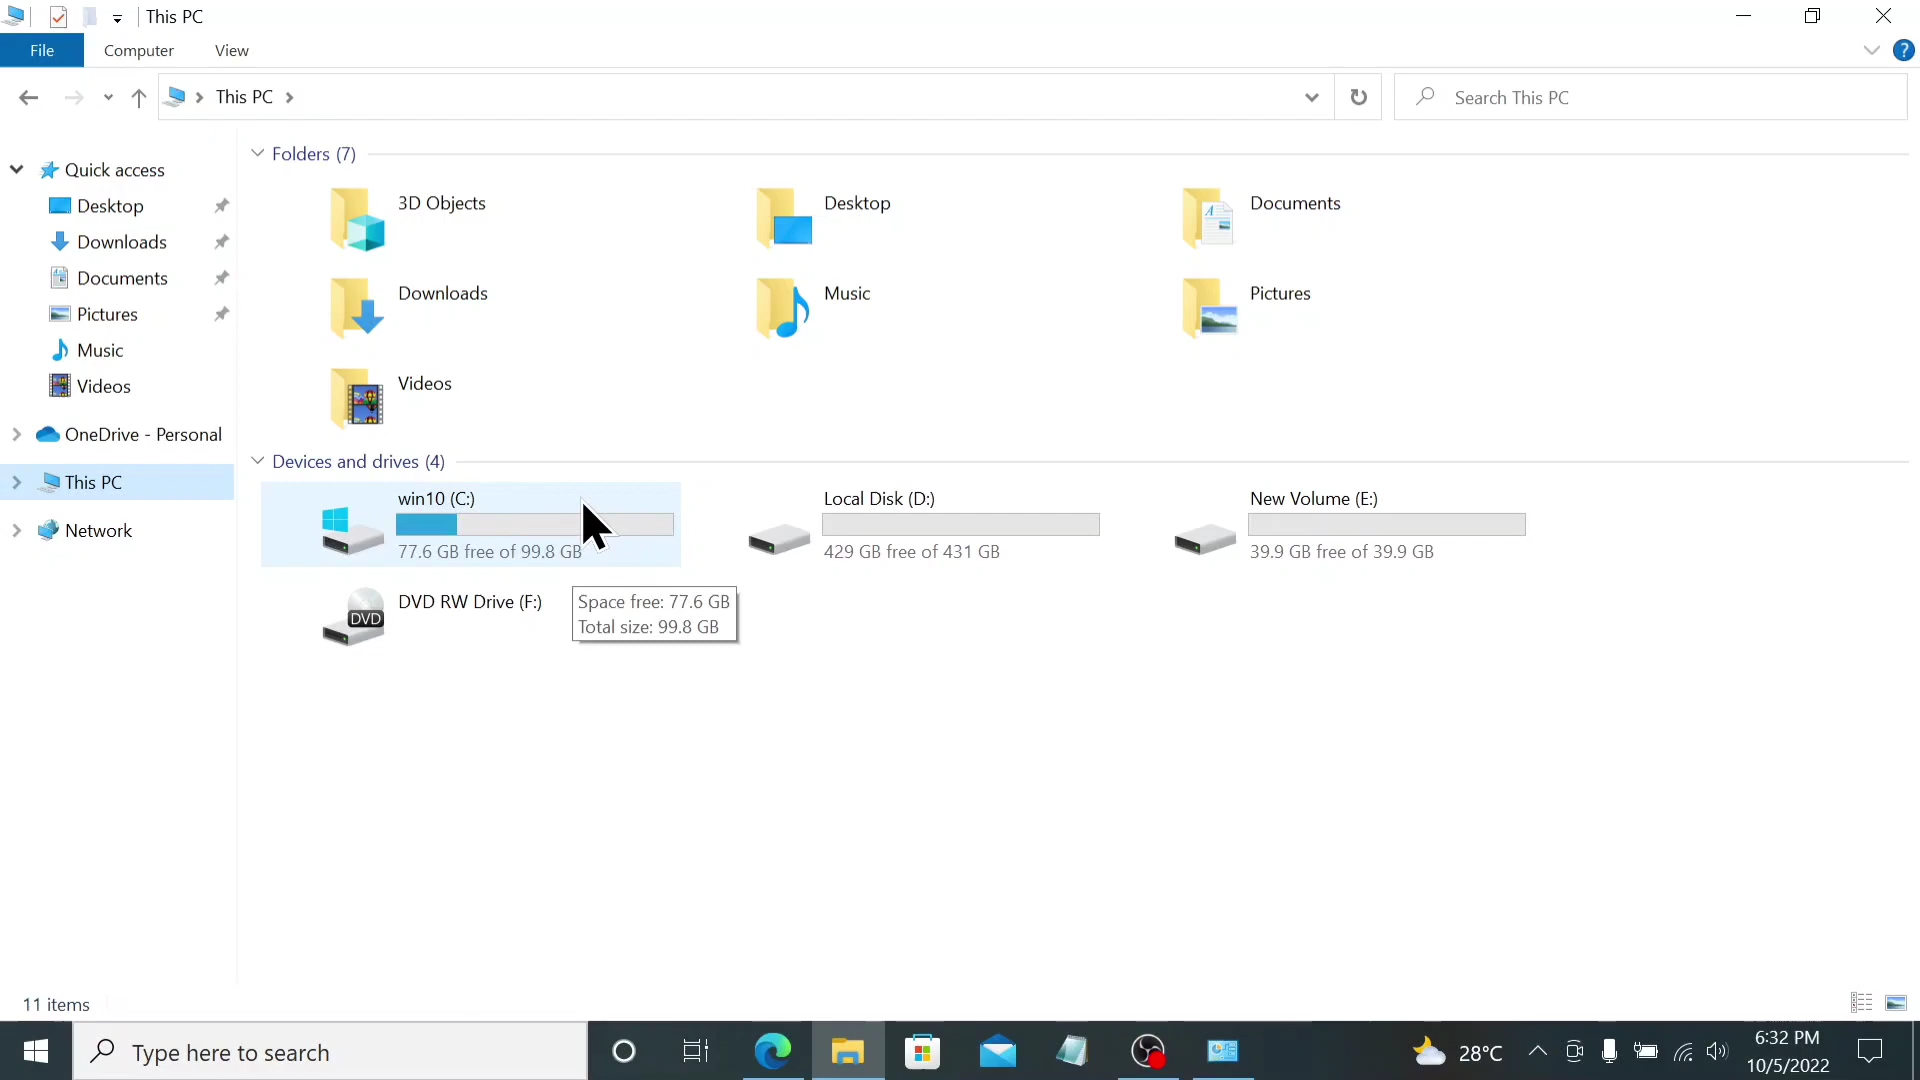 This PC
File
Computer
View
?
This PC
Search This PC
Quick access
Desktop
Downloads
Documents
Pictures
Music
Videos
OneDrive - Personal
This PC
Network
Folders (7)
3D Objects
Desktop
Documents
Downloads
Music
Pictures
Videos
Devices and drives (4)
win10 (C:)
77.6 GB free of 99.8 GB
Local Disk (D:)
429 GB free of 431 GB
New Volume (E:)
39.9 GB free of 39.9 GB
DVD
DVD RW Drive (F:)
Space free: 77.6 GB
Total size: 99.8 GB
11 items
Type here to search
28°C
6:32 PM
10/5/2022